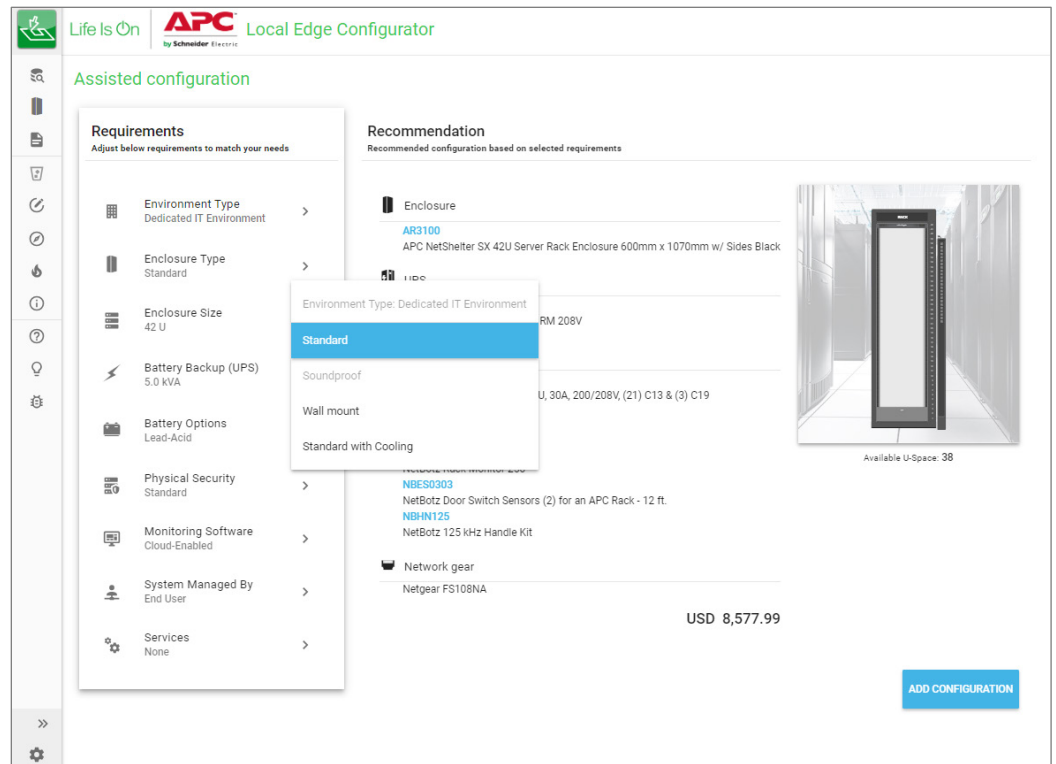 Life Is On
APC
by Schneider Electric
Local Edge Configurator
Assisted configuration
Requirements
Adjust below requirements to match your needs
Environment Type
Dedicated IT Environment
Enclosure Type
Standard
Enclosure Size
42 U
Battery Backup (UPS)
5.0 kVA
Battery Options
Lead-Acid
Physical Security
Standard
Monitoring Software
Cloud-Enabled
System Managed By
End User
Services
None
Environment Type: Dedicated IT Environment
Standard
Soundproof
Wall mount
Standard with Cooling
Recommendation
Recommended configuration based on selected requirements
Enclosure
AR3100
APC NetShelter SX 42U Server Rack Enclosure 600mm x 1070mm w/ Sides Black
UPS
RM 208V
U, 30A, 200/208V, (21) C13 & (3) C19
NetBotz Rack Monitor 250
NBES0303
NetBotz Door Switch Sensors (2) for an APC Rack - 12 ft.
NBHN125
NetBotz 125 kHz Handle Kit
Network gear
Netgear FS108NA
USD 8,577.99
Available U-Space: 38
ADD CONFIGURATION